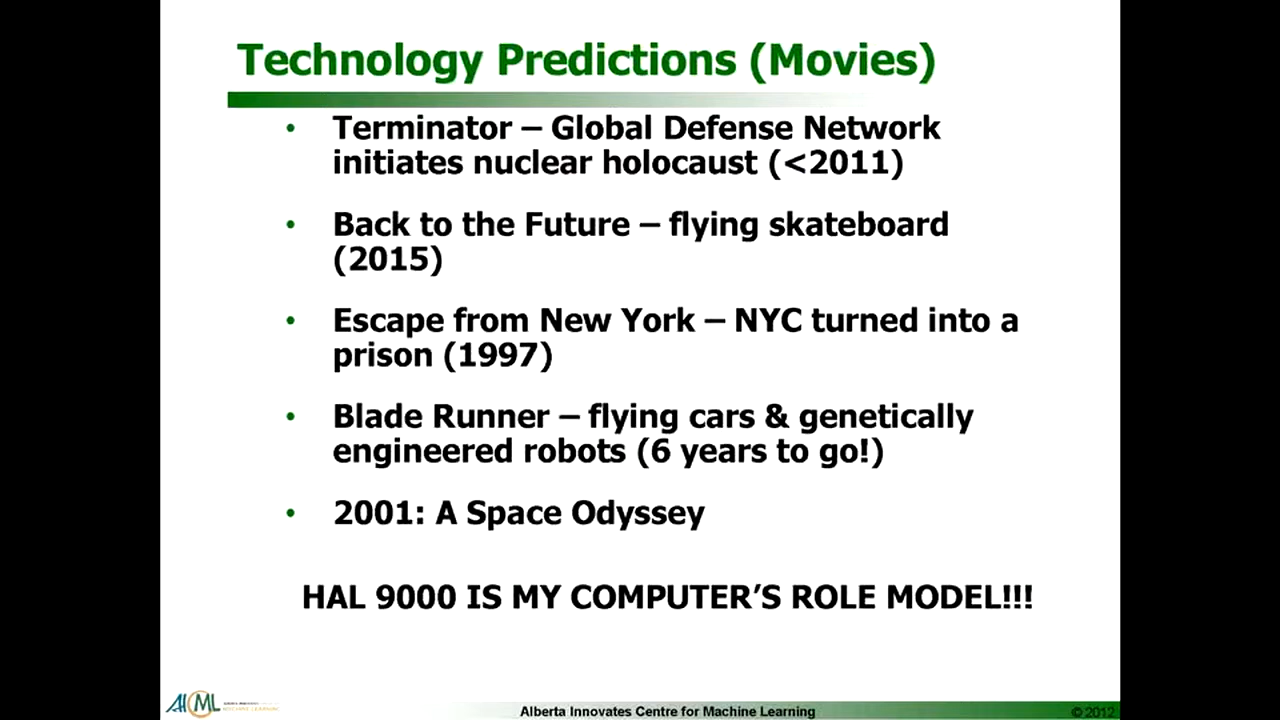 Technology Predictions (Movies)
• Terminator – Global Defense Network
initiates nuclear holocaust (<2011)
• Back to the Future – flying skateboard
(2015)
• Escape from New York – NYC turned into a
prison (1997)
• Blade Runner – flying cars & genetically
engineered robots (6 years to go!)
• 2001: A Space Odyssey
HAL 9000 IS MY COMPUTER’S ROLE MODEL!!!
AICML
Alberta Innovates Centre for Machine Learning
© 2012